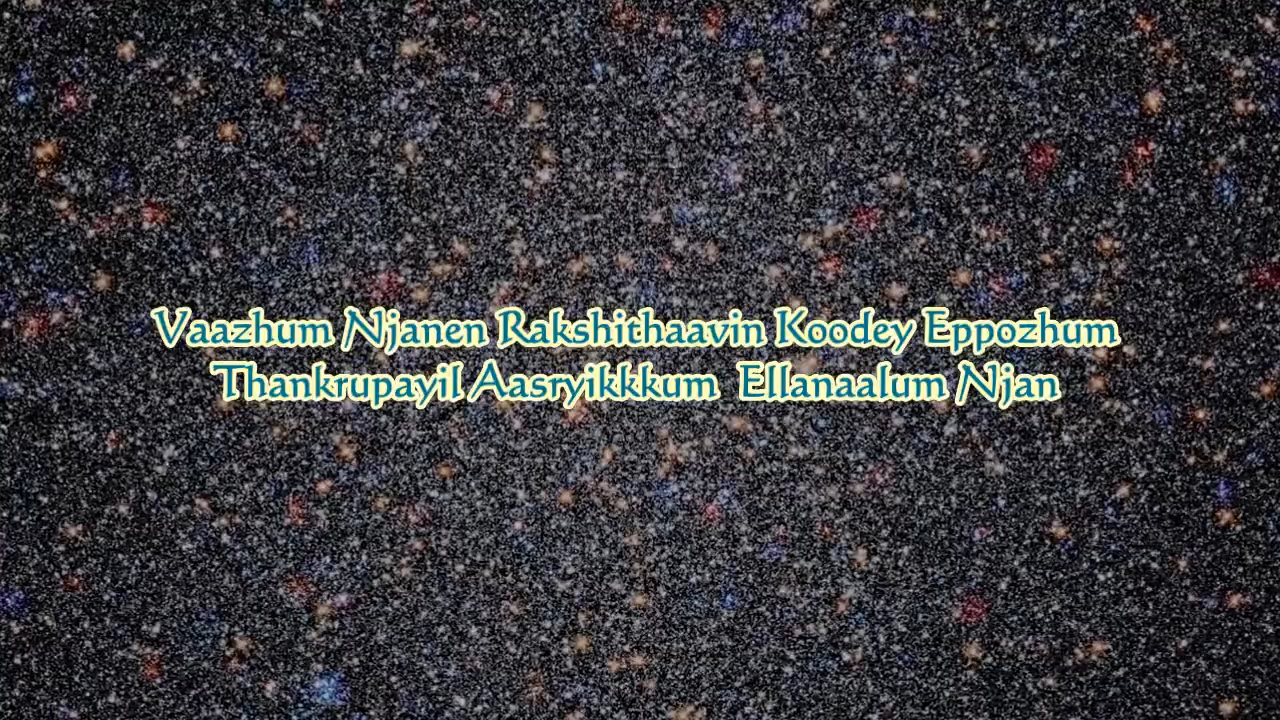 Vaazhum Njanen Rakshithaavin Koodey Eppozhum
Thankrupayil Aasryikkkum Ellanaalum Njan